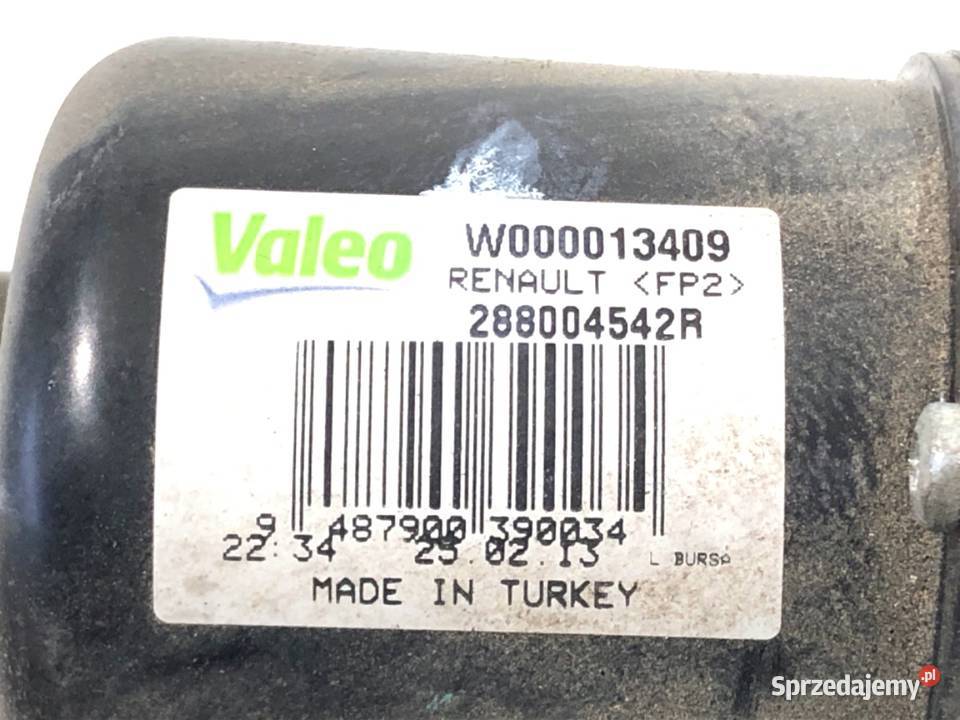 Valeo W000013409
RENAULT <FP2>
288004542R
9 487900 390034
22:34 25.02.13 L BURSA
MADE IN TURKEY
Sprzedajemy.pl